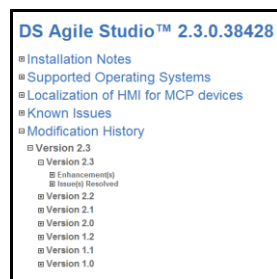 DS Agile Studio™ 2.3.0.38428
Installation Notes
Supported Operating Systems
Localization of HMI for MCP devices
Known Issues
Modification History
Version 2.3
Version 2.3
Enhancement(s)
Issue(s) Resolved
Version 2.2
Version 2.1
Version 2.0
Version 1.2
Version 1.1
Version 1.0